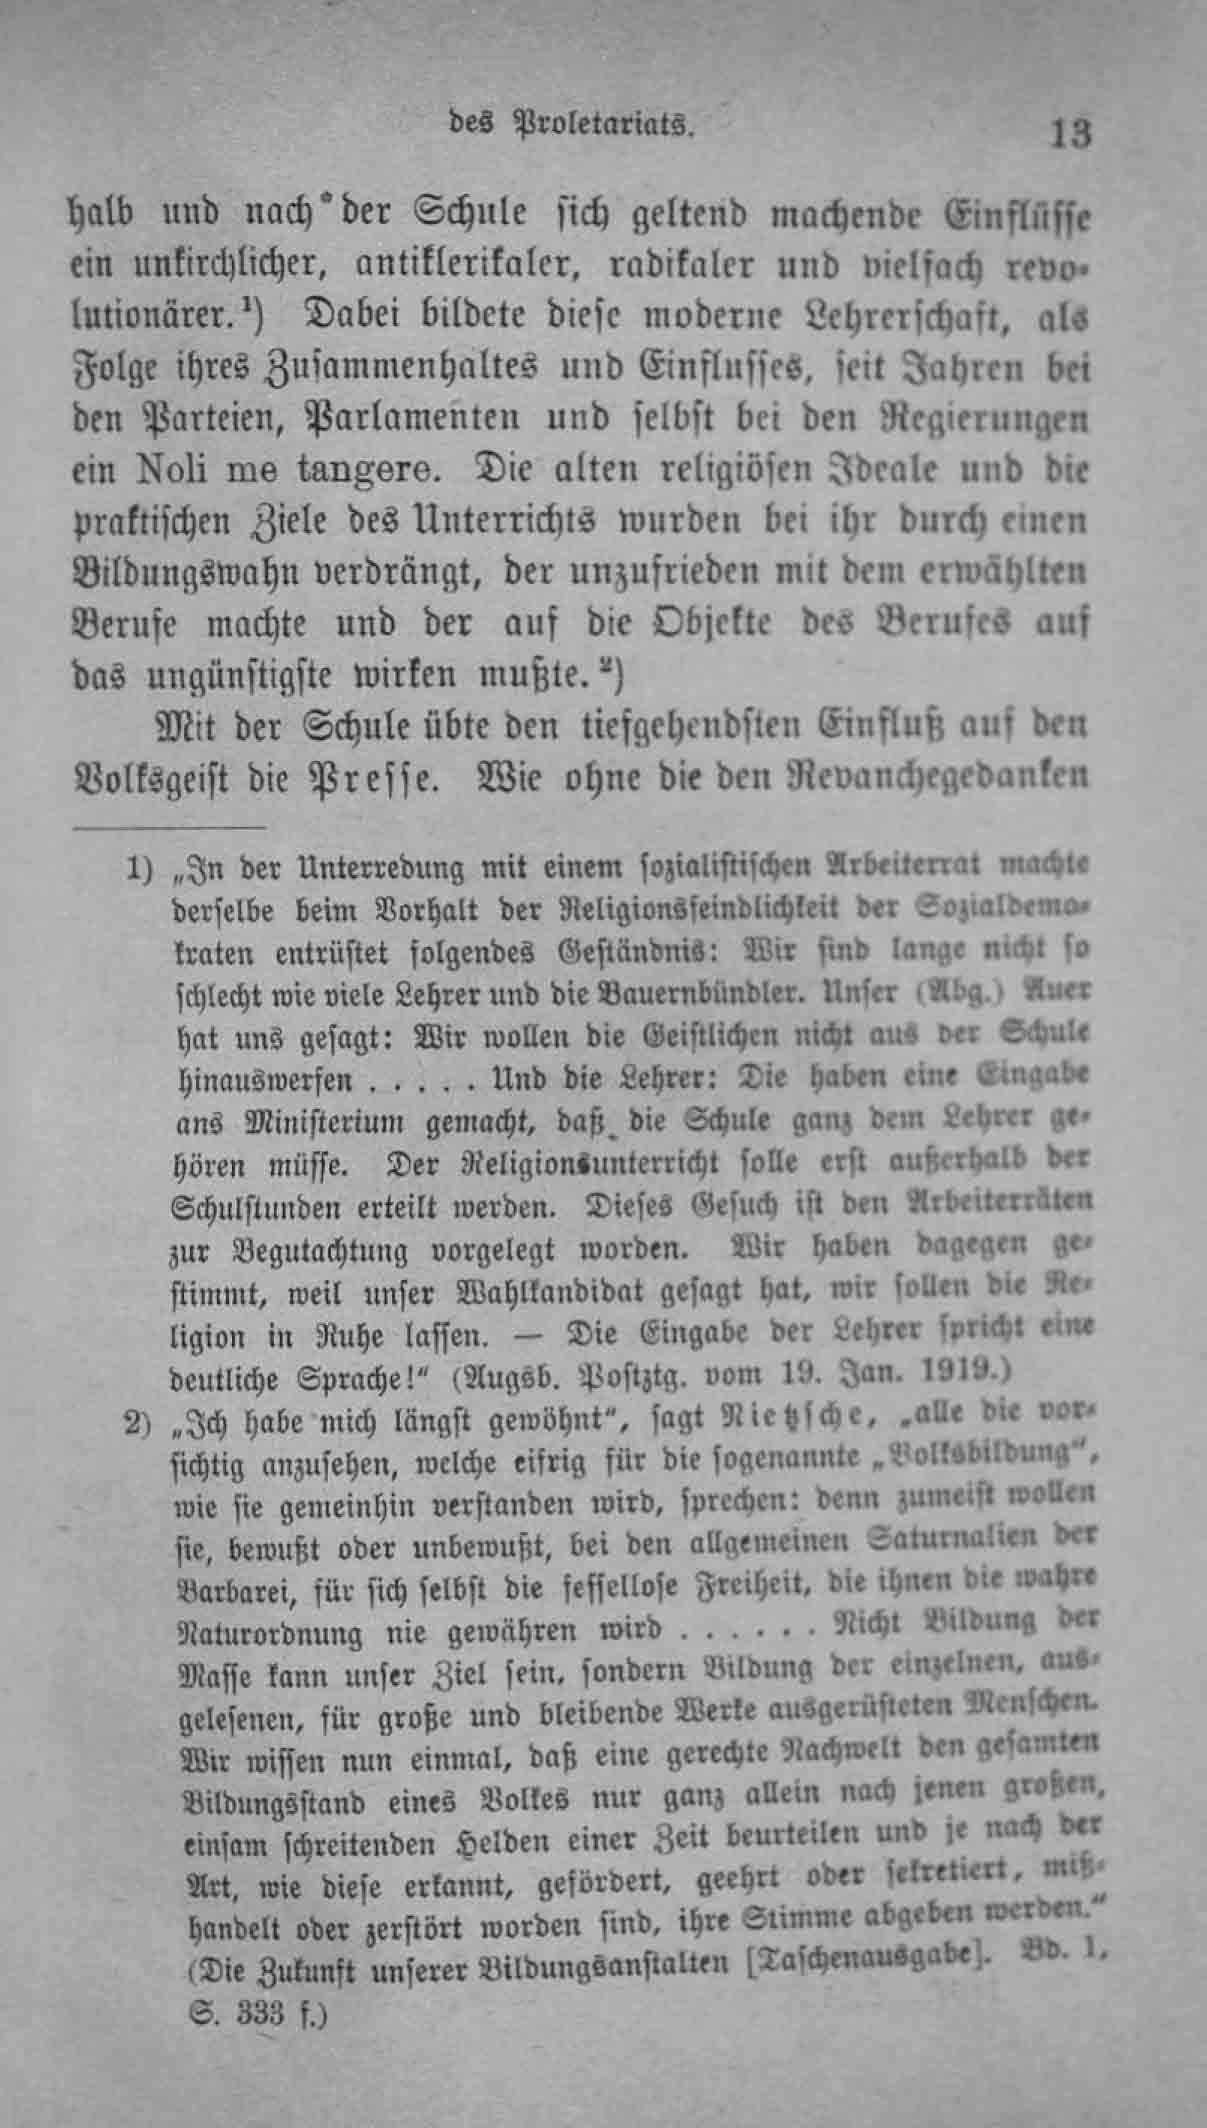 des Proletariats.
13
halb und nach der Schule sich geltend machende Einflüsse
ein unkirchlicher, antiklerikaler, radikaler und vielfach revo-
lutionärer.¹) Dabei bildete diese moderne Lehrerschaft, als
Folge ihres Zusammenhaltes und Einflusses, seit Jahren bei
den Parteien, Parlamenten und selbst bei den Regierungen
ein Noli me tangere. Die alten religiösen Ideale und die
praktischen Ziele des Unterrichts wurden bei ihr durch einen
Bildungswahn verdrängt, der unzufrieden mit dem erwählten
Berufe machte und der auf die Objekte des Berufes auf
das ungünstigste wirken mußte.²)
Mit der Schule übte den tiefgehendsten Einfluß auf den
Volksgeist die Presse. Wie ohne die den Revanchegedanken
1) „In der Unterredung mit einem sozialistischen Arbeiterrat machte
derselbe beim Vorhalt der Religionsfeindlichkeit der Sozialdemo-
kraten entrüstet folgendes Geständnis: Wir sind lange nicht so
schlecht wie viele Lehrer und die Bauernbündler. Unser (Abg.) Auer
hat uns gesagt: Wir wollen die Geistlichen nicht aus der Schule
hinauswerfen . . . . . Und die Lehrer: Die haben eine Eingabe
ans Ministerium gemacht, daß die Schule ganz dem Lehrer ge-
hören müsse. Der Religionsunterricht solle erst außerhalb der
Schulstunden erteilt werden. Dieses Gesuch ist den Arbeiterräten
zur Begutachtung vorgelegt worden. Wir haben dagegen ge-
stimmt, weil unser Wahlkandidat gesagt hat, wir sollen die Re-
ligion in Ruhe lassen. — Die Eingabe der Lehrer spricht eine
deutliche Sprache!“ (Augsb. Postztg. vom 19. Jan. 1919.)
2) „Ich habe mich längst gewöhnt“, sagt Nietzsche, „alle die vor-
sichtig anzusehen, welche eifrig für die sogenannte „Volksbildung“,
wie sie gemeinhin verstanden wird, sprechen: denn zumeist wollen
sie, bewußt oder unbewußt, bei den allgemeinen Saturnalien der
Barbarei, für sich selbst die fessellose Freiheit, die ihnen die wahre
Naturordnung nie gewähren wird . . . . . . Nicht Bildung der
Masse kann unser Ziel sein, sondern Bildung der einzelnen, aus-
gelesenen, für große und bleibende Werke ausgerüsteten Menschen.
Wir wissen nun einmal, daß eine gerechte Nachwelt den gesamten
Bildungsstand eines Volkes nur ganz allein nach jenen großen,
einsam schreitenden Helden einer Zeit beurteilen und je nach der
Art, wie diese erkannt, gefördert, geehrt oder sekretiert, miß-
handelt oder zerstört worden sind, ihre Stimme abgeben werden.“
(Die Zukunft unserer Bildungsanstalten [Taschenausgabe]. Bd. 1,
S. 333 f.)